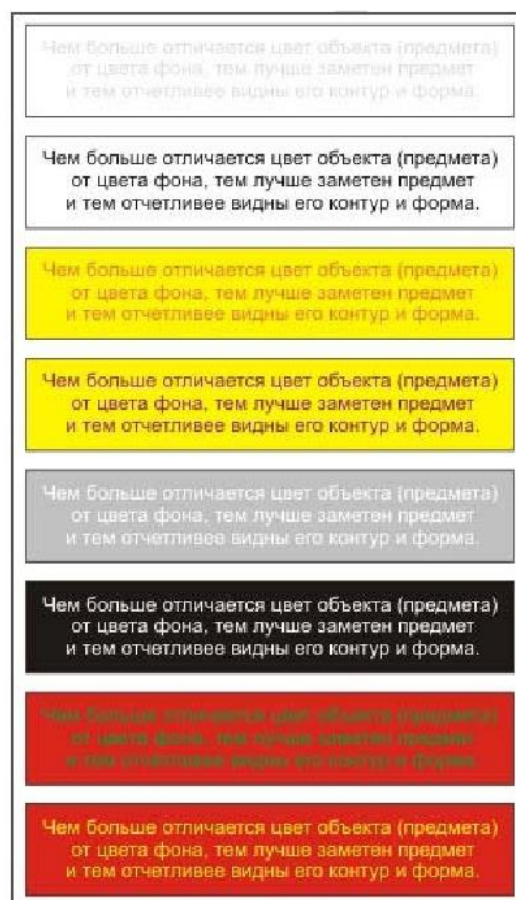 Чем больше отличается цвет объекта (предмета)
от цвета фона, тем лучше заметен предмет
и тем отчетливее видны его контур и форма.
Чем больше отличается цвет объекта (предмета)
от цвета фона, тем лучше заметен предмет
и тем отчетливее видны его контур и форма.
Чем больше отличается цвет объекта (предмета)
от цвета фона, тем лучше заметен предмет
и тем отчетливее видны его контур и форма.
Чем больше отличается цвет объекта (предмета)
от цвета фона, тем лучше заметен предмет
и тем отчетливее видны его контур и форма.
Чем больше отличается цвет объекта (предмета)
от цвета фона, тем лучше заметен предмет
и тем отчетливее видны его контур и форма.
Чем больше отличается цвет объекта (предмета)
от цвета фона, тем лучше заметен предмет
и тем отчетливее видны его контур и форма.
Чем больше отличается цвет объекта (предмета)
от цвета фона, тем лучше заметен предмет
и тем отчетливее видны его контур и форма.
Чем больше отличается цвет объекта (предмета)
от цвета фона, тем лучше заметен предмет
и тем отчетливее видны его контур и форма.